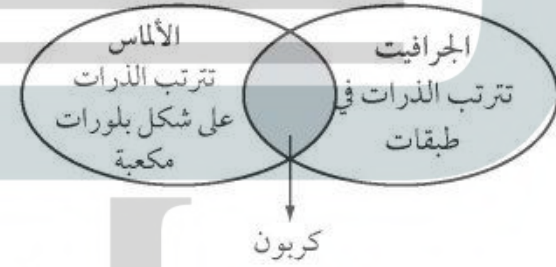 الجرافيت
تترتب الذرات في
طبقات
الألماس
تترتب الذرات
على شكل بلورات
مكعبة
كربون